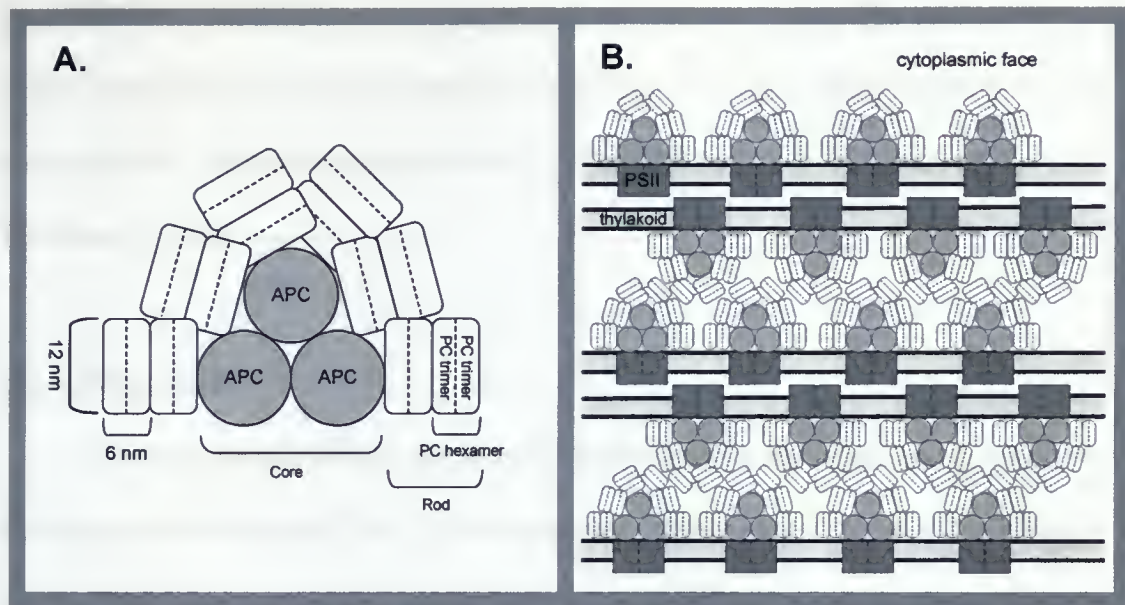 A.
APC
APC
APC
PC trimer
PC trimer
12 nm
6 nm
PC hexamer
Core
Rod
B.
cytoplasmic face
PSII
thylakoid